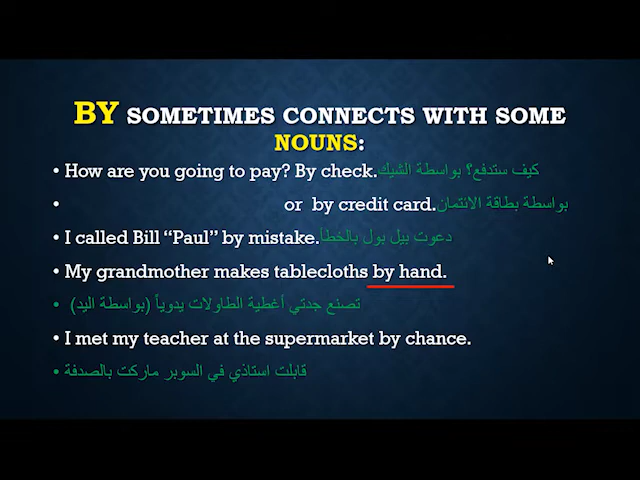 BY SOMETIMES CONNECTS WITH SOME
NOUNS:
• How are you going to pay? By check.كيف ستدفع؟ بواسطة الشيك
• or by credit card.بواسطة بطاقة الائتمان
• I called Bill “Paul” by mistake.دعوت بيل بول بالخطأ
• My grandmother makes tablecloths by hand.
• تصنع جدتي أغطية الطاولات يدوياً (بواسطة اليد)
• I met my teacher at the supermarket by chance.
• قابلت استاذي في السوبر ماركت بالصدفة